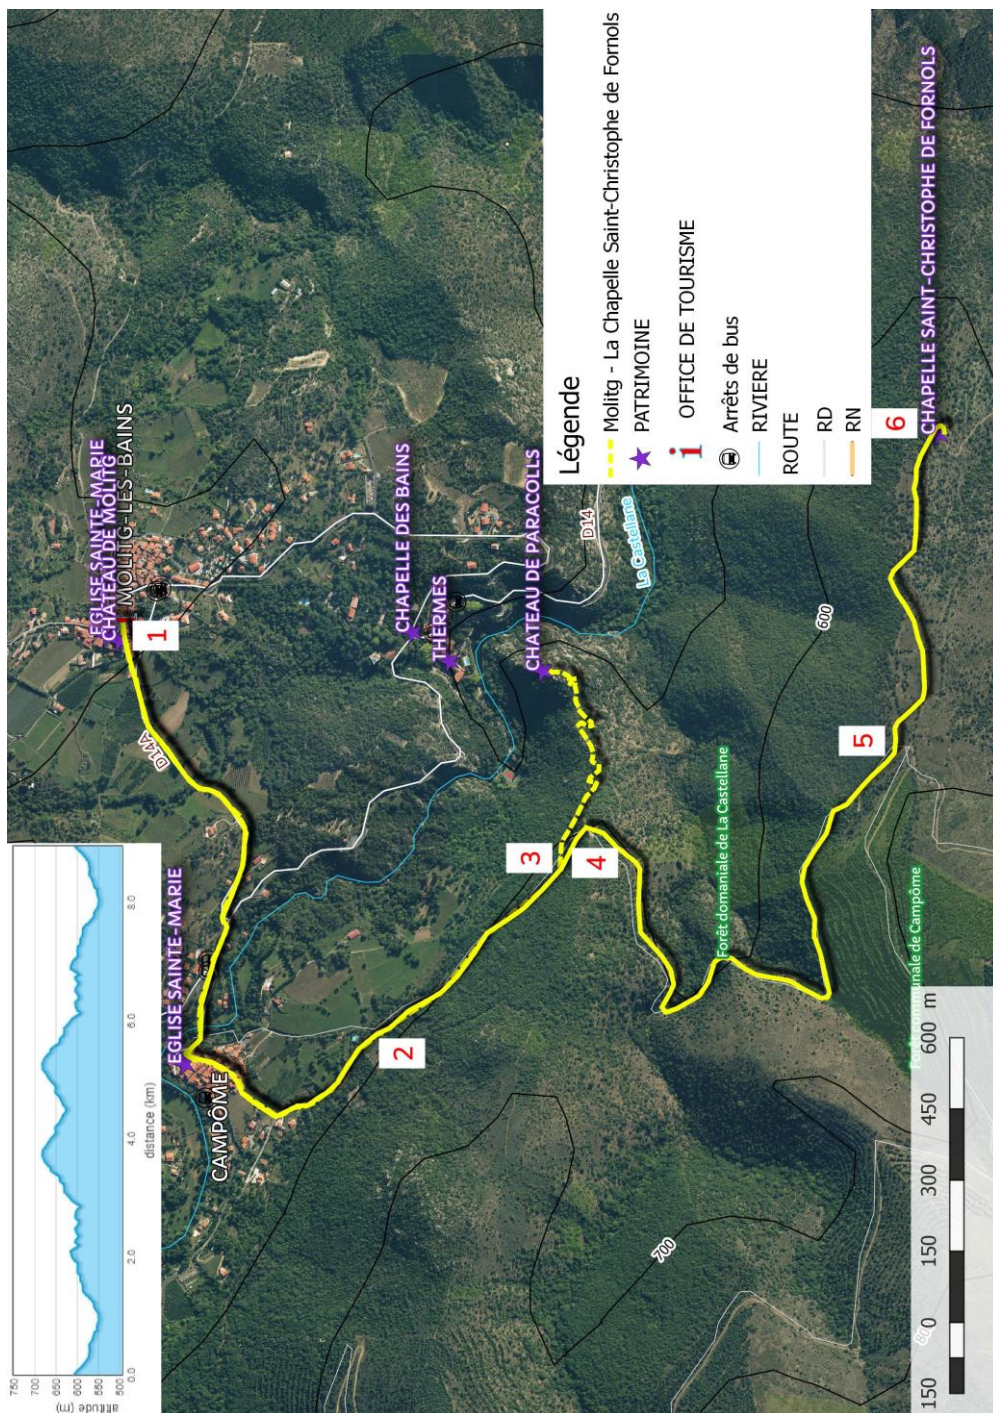 EGLISE SAINTE-MARIE
CHATEAU DE MOLITG
MOLITG-LES-BAINS
1
D14A
EGLISE SAINTE-MARIE
CAMPÔME
CHAPELLE DES BAINS
THERMES
CHATEAU DE PARACOLLS
D14
La Castellane
2
3
4
600
Forêt domaniale de La Castellane
5
6
CHAPELLE SAINT-CHRISTOPHE DE FORNOLS
700
Légende
Molitg - La Chapelle Saint-Christophe de Fornols
PATRIMOINE
i OFFICE DE TOURISME
Arrêts de bus
RIVIERE
ROUTE
RD
RN
750
700
650
600
550
500
altitude (m)
0.0 2.0 4.0 6.0 8.0
distance (km)
150 0 150 300 450 600 m